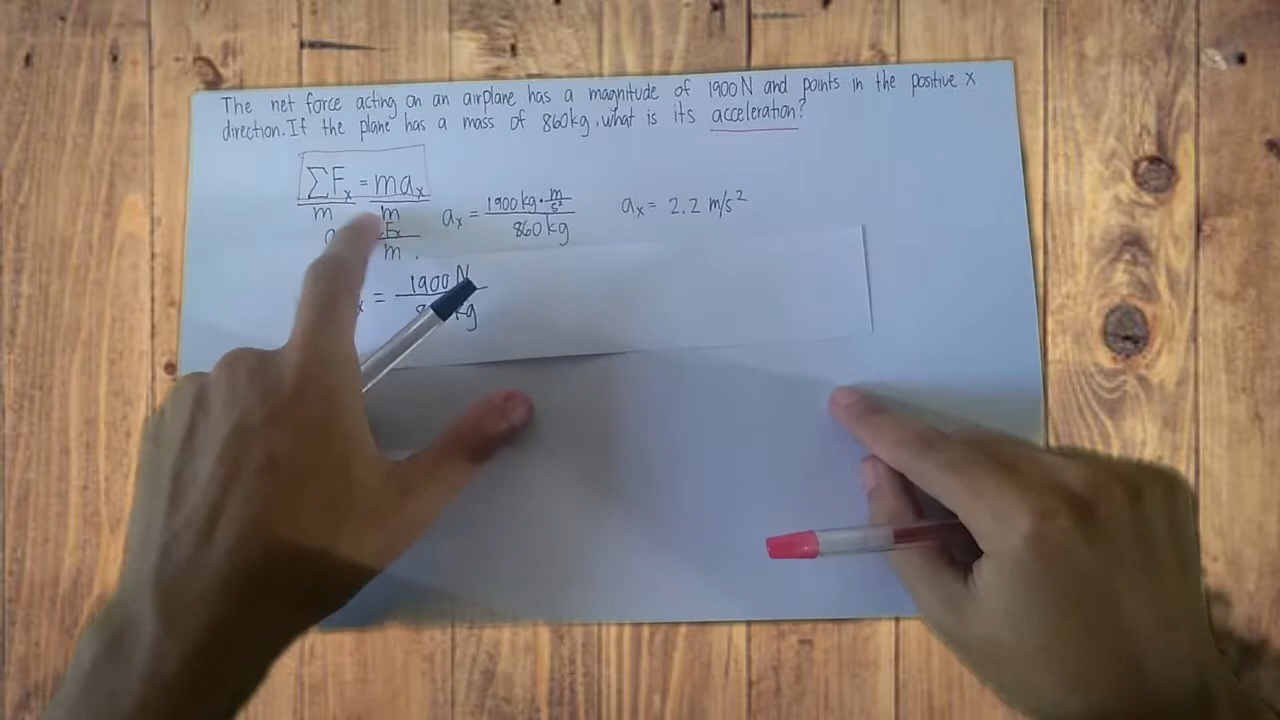 The net force acting on an airplane has a magnitude of 1900 N and points in the positive x
direction. If the plane has a mass of 860kg, what is its acceleration?
ΣFₓ = maₓ
m m
Fₓ
m
aₓ = 1900 kg · m/s² / 860 kg
aₓ = 2.2 m/s²
= 1900 N
kg